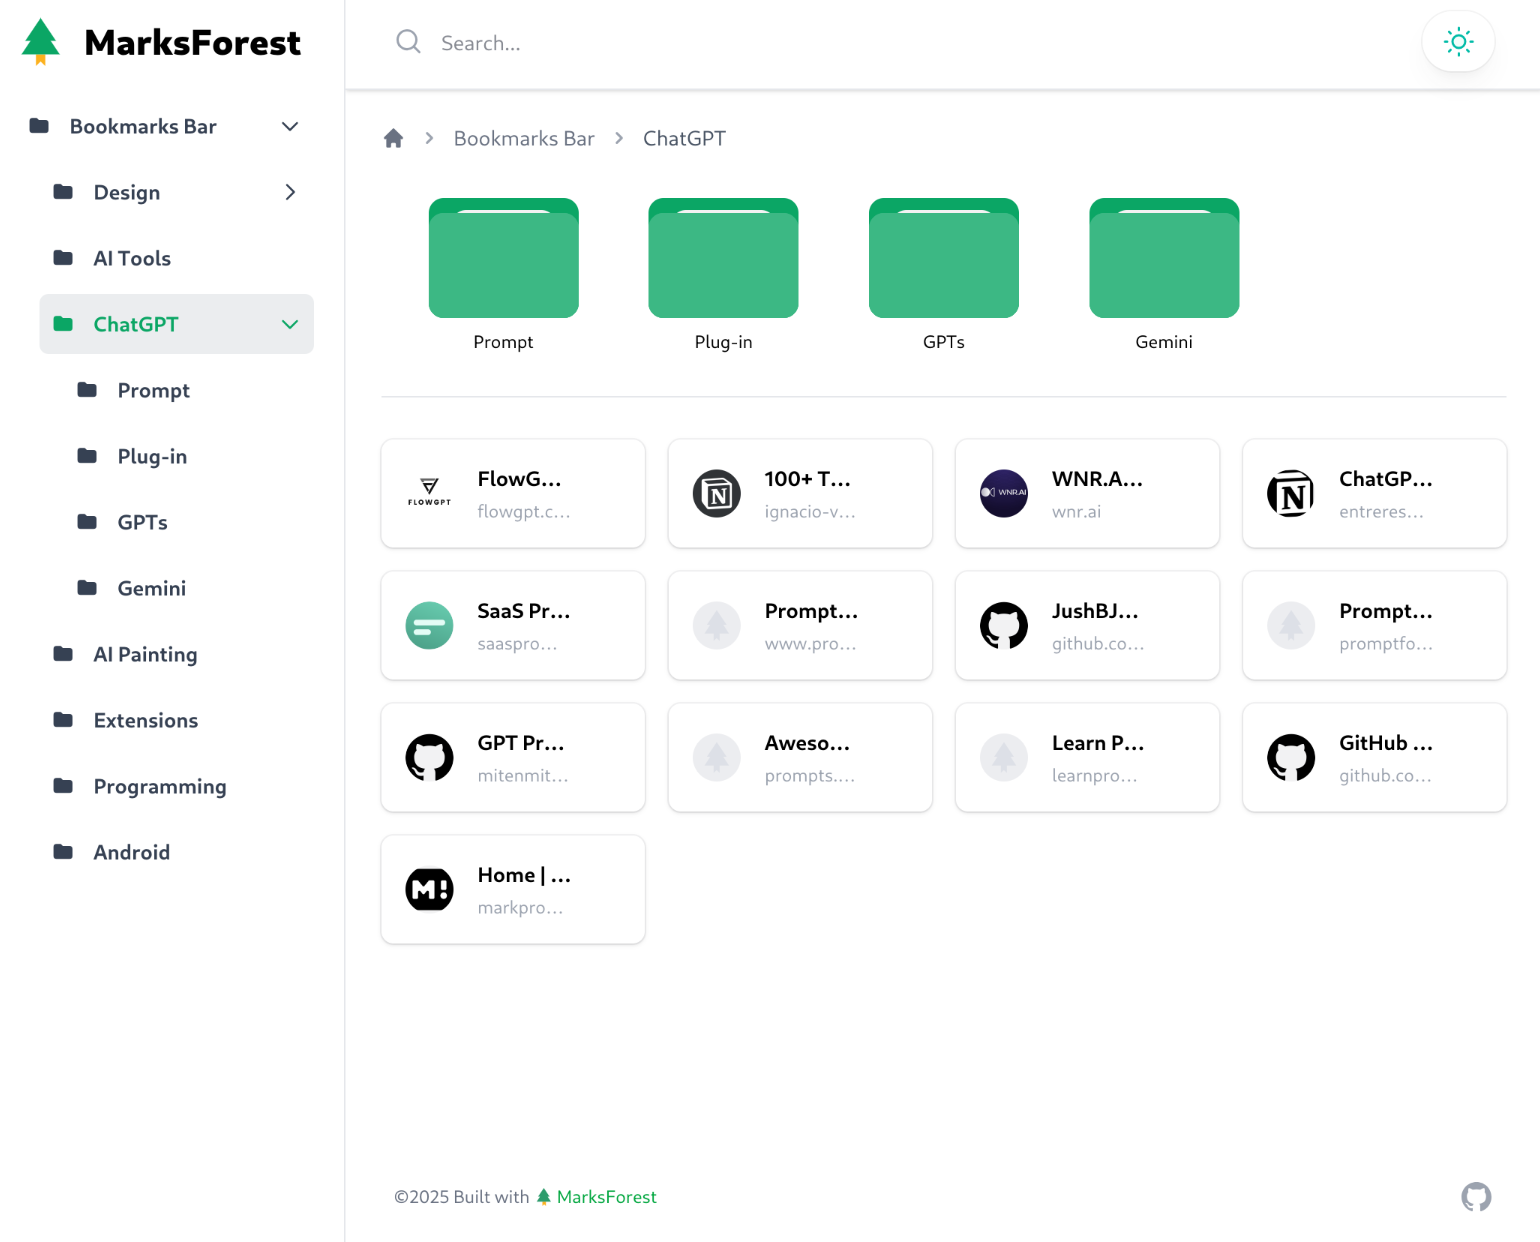 MarksForest
Search...
Bookmarks Bar
Design
AI Tools
ChatGPT
Prompt
Plug-in
GPTs
Gemini
AI Painting
Extensions
Programming
Android
Bookmarks Bar ChatGPT
Prompt Plug-in GPTs Gemini
FLOWGPT
FlowG...
flowgpt.c...
N
100+ T...
ignacio-v...
WNR.AI
WNR.A...
wnr.ai
N
ChatGP...
entreres...
SaaS Pr...
saaspro...
Prompt...
www.pro...
JushBJ...
github.co...
Prompt...
promptfo...
GPT Pr...
mitenmit...
Aweso...
prompts....
Learn P...
learnpro...
GitHub ...
github.co...
M!
Home | ...
markpro...
©2025 Built with MarksForest